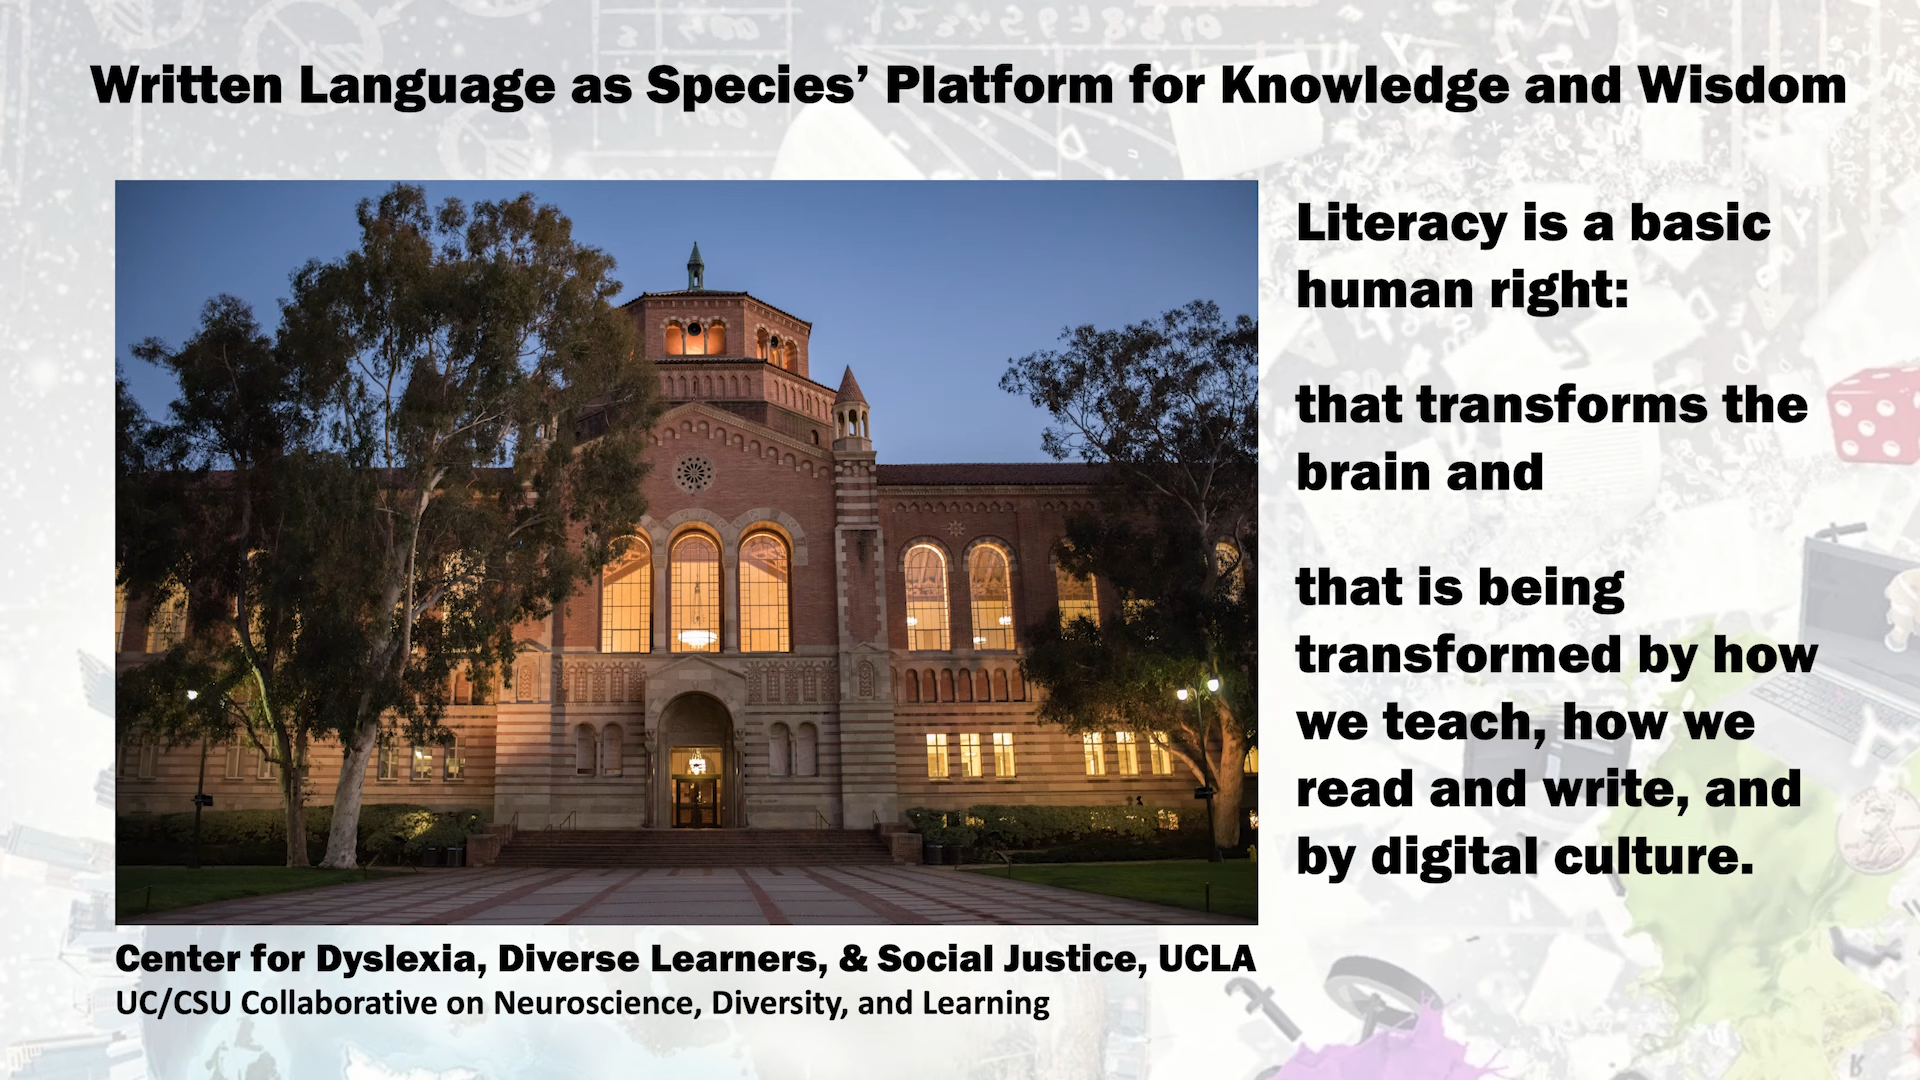 Written Language as Species’ Platform for Knowledge and Wisdom
Literacy is a basic
human right:
that transforms the
brain and
that is being
transformed by how
we teach, how we
read and write, and
by digital culture.
Center for Dyslexia, Diverse Learners, & Social Justice, UCLA
UC/CSU Collaborative on Neuroscience, Diversity, and Learning